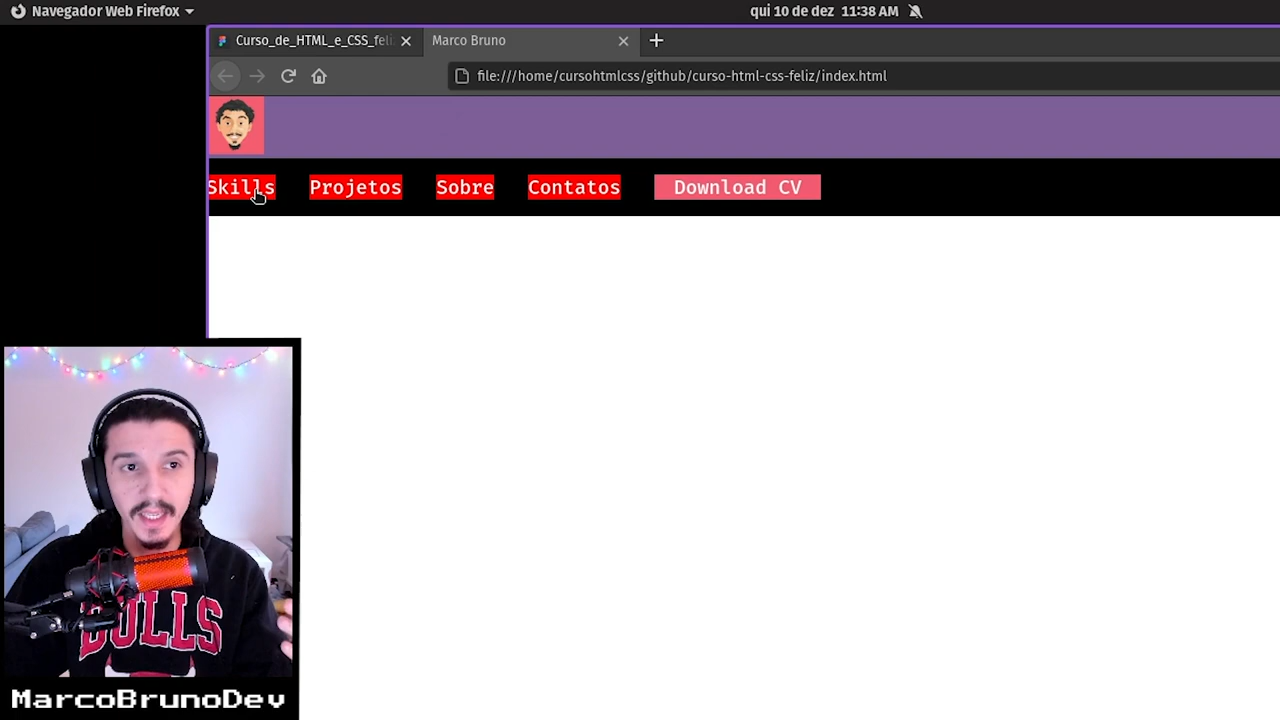 Navegador Web Firefox
qui 10 de dez 11:38 AM
Curso_de_HTML_e_CSS_feli
Marco Bruno
file:///home/cursohtmlcss/github/curso-html-css-feliz/index.html
Skills Projetos Sobre Contatos Download CV
BULLS
MarcoBrunoDev